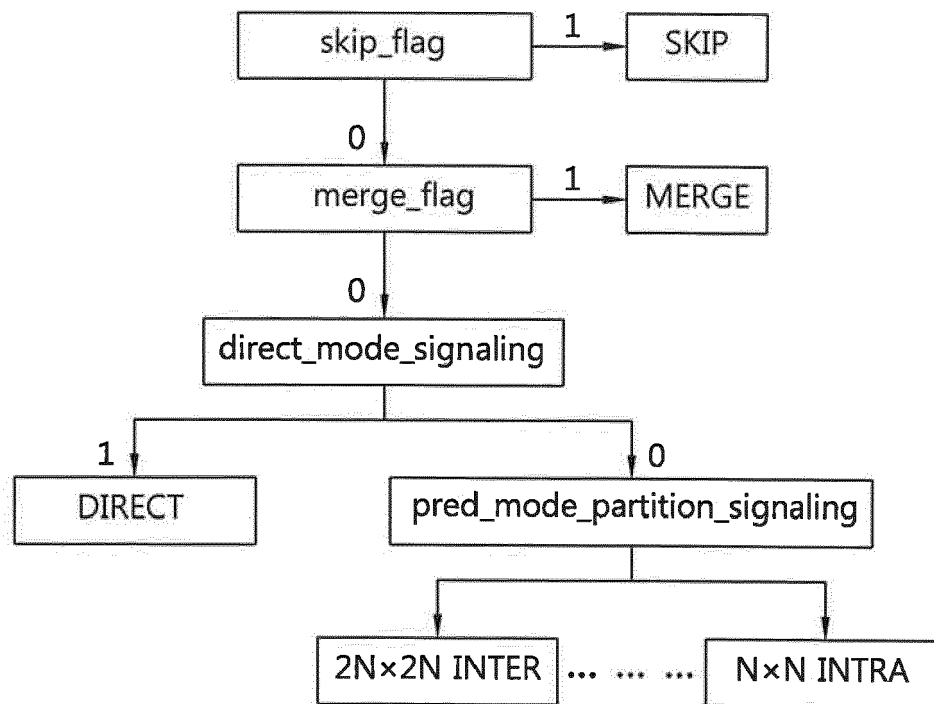 skip_flag 1 SKIP
0
merge_flag 1 MERGE
0
direct_mode_signaling
1 0
DIRECT pred_mode_partition_signaling
2N×2N INTER ... ... ... N×N INTRA